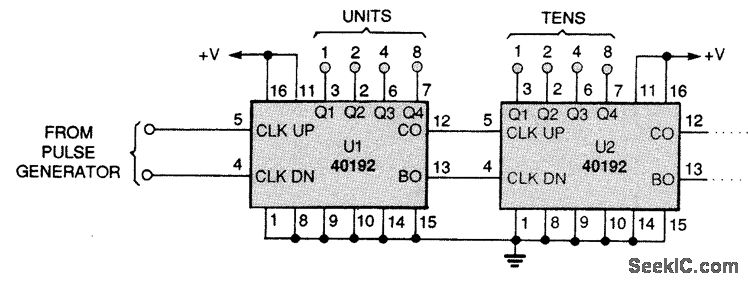 UNITS TENS
1 2 4 8 1 2 4 8
+V +V
16 11 3 2 6 7 3 2 6 7 11 16
Q1 Q2 Q3 Q4 Q1 Q2 Q3 Q4
5 CLK UP CO 12 5 CLK UP CO 12
FROM
PULSE
GENERATOR
U1 U2
40192 40192
4 CLK DN BO 13 4 CLK DN BO 13
1 8 9 10 14 15 1 8 9 10 14 15
SeekIC.com